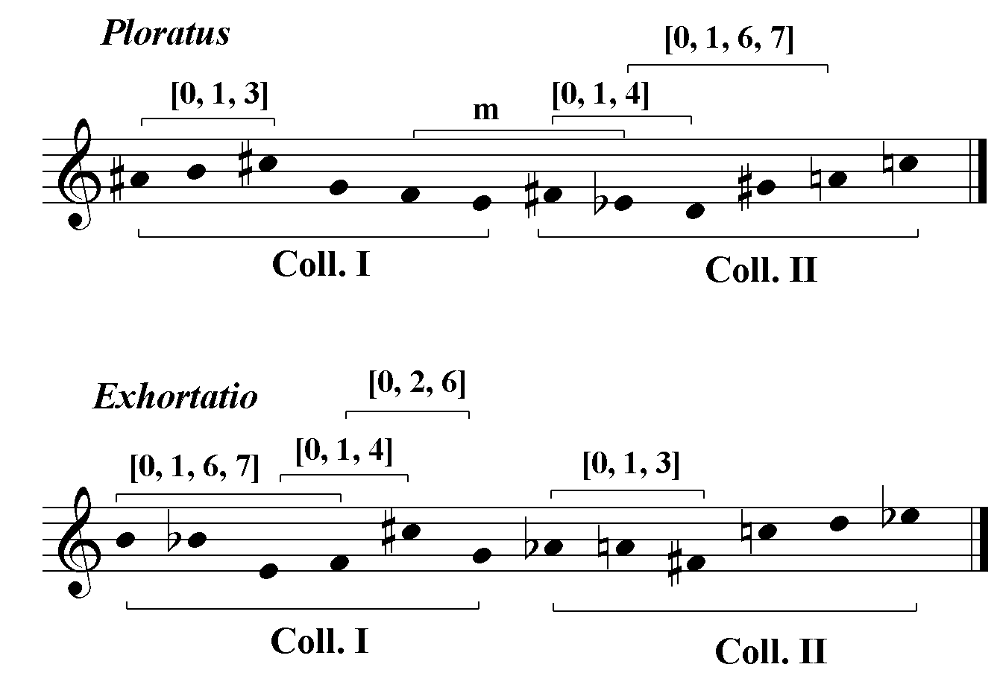 Ploratus
[0, 1, 6, 7]
[0, 1, 3]
m
[0, 1, 4]
Coll. I
Coll. II
Exhortatio
[0, 2, 6]
[0, 1, 6, 7]
[0, 1, 4]
[0, 1, 3]
Coll. I
Coll. II